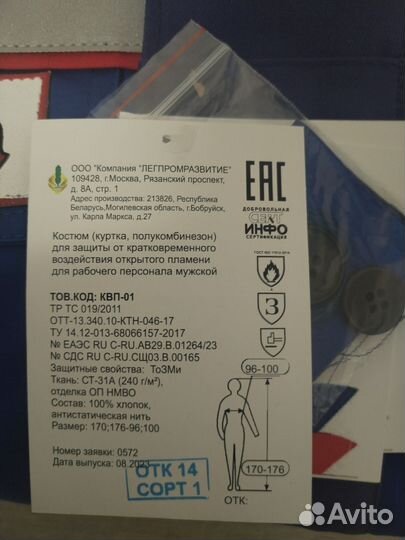 ООО "Компания "ЛЕГПРОМРАЗВИТИЕ"
109428, г.Москва, Рязанский проспект,
д. 8А, стр. 1
Адрес производства: 213826, Республика
Беларусь,Могилевская область, г.Бобруйск,
ул. Карла Маркса, д.27
EAC
ДОБРОВОЛЬНАЯ
СЕРТ
ИНФО
СЕРТИФИКАЦИЯ
Костюм (куртка, полукомбинезон)
для защиты от кратковременного
воздействия открытого пламени
для рабочего персонала мужской
ТОВ.КОД: КВП-01
ТР ТС 019/2011
ОТТ-13.340.10-КТН-046-17
ТУ 14.12-013-68066157-2017
№ ЕАЭС RU C-RU.АВ29.В.01264/23
№ СДС RU C-RU.СЩ03.В.00165
Защитные свойства: То3Ми
Ткань: СТ-31А (240 г/м²),
отделка ОП НМВО
Состав: 100% хлопок,
антистатическая нить
Размер: 170;176-96;100
3
96-100
170-176
Номер заявки: 0572
Дата выпуска: 08.2023
ОТК 14
СОРТ 1
ОТК:
Avito